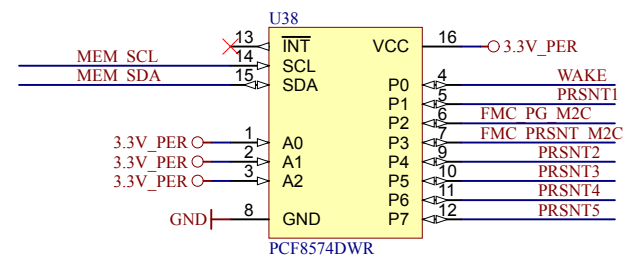 U38
13 INT VCC 16 3.3V_PER
MEM_SCL 14 SCL
MEM_SDA 15 SDA P0 4 WAKE
P1 5 PRSNT1
P2 6 FMC_PG_M2C
3.3V_PER 1 A0 P3 7 FMC_PRSNT_M2C
3.3V_PER 2 A1 P4 9 PRSNT2
3.3V_PER 3 A2 P5 10 PRSNT3
P6 11 PRSNT4
GND 8 GND P7 12 PRSNT5
PCF8574DWR